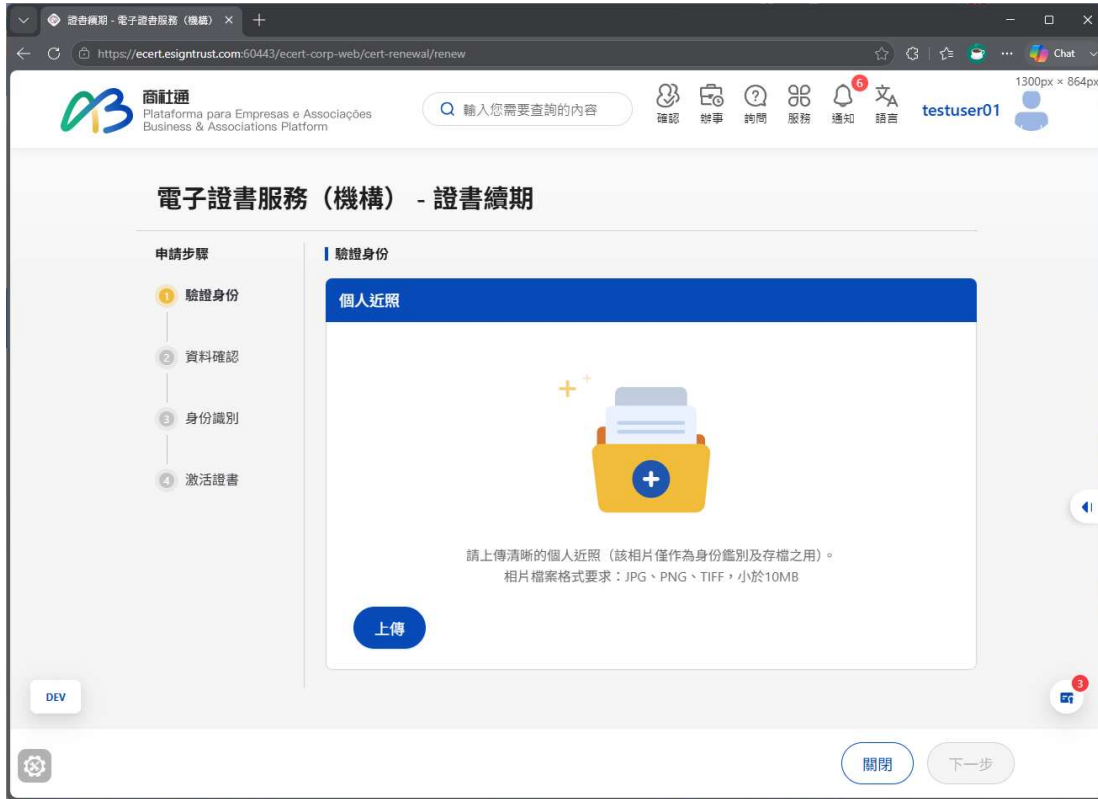 證書續期 - 電子證書服務（機構）
https://ecert.esigntrust.com:60443/ecert-corp-web/cert-renewal/renew
Chat
1300px × 864px
商社通
Plataforma para Empresas e Associações
Business & Associations Platform
輸入您需要查詢的內容
確認
辦事
詢問
服務
6
通知
語言
testuser01
電子證書服務（機構） - 證書續期
申請步驟
1 驗證身份
2 資料確認
3 身份識別
4 激活證書
驗證身份
個人近照
請上傳清晰的個人近照（該相片僅作為身份鑑別及存檔之用）。
相片檔案格式要求：JPG、PNG、TIFF，小於10MB
上傳
DEV
3
關閉
下一步